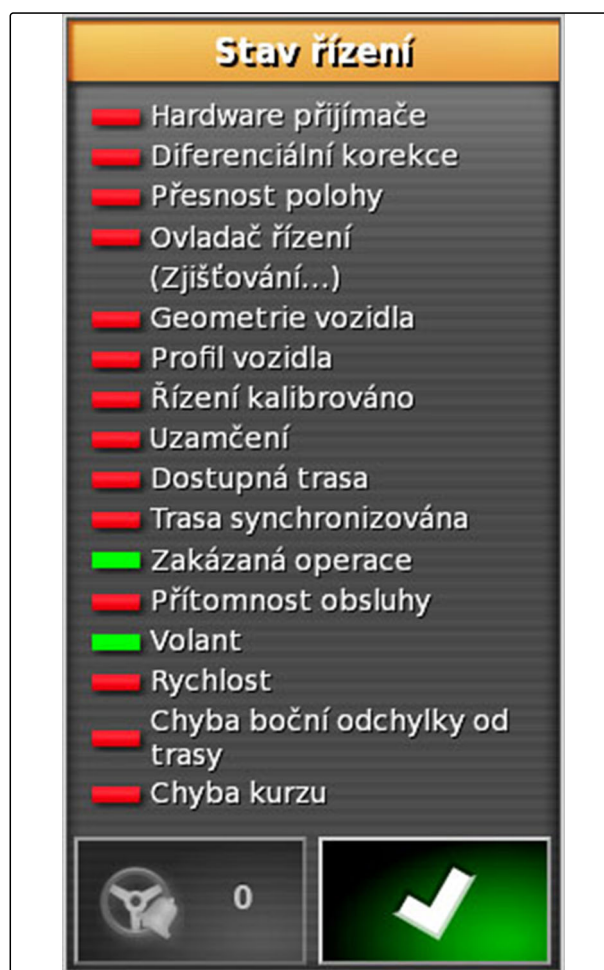 Stav řízení
Hardware přijímače
Diferenciální korekce
Přesnost polohy
Ovladač řízení
(Zjišťování...)
Geometrie vozidla
Profil vozidla
Řízení kalibrováno
Uzamčení
Dostupná trasa
Trasa synchronizována
Zakázaná operace
Přítomnost obsluhy
Volant
Rychlost
Chyba boční odchylky od
trasy
Chyba kurzu
0